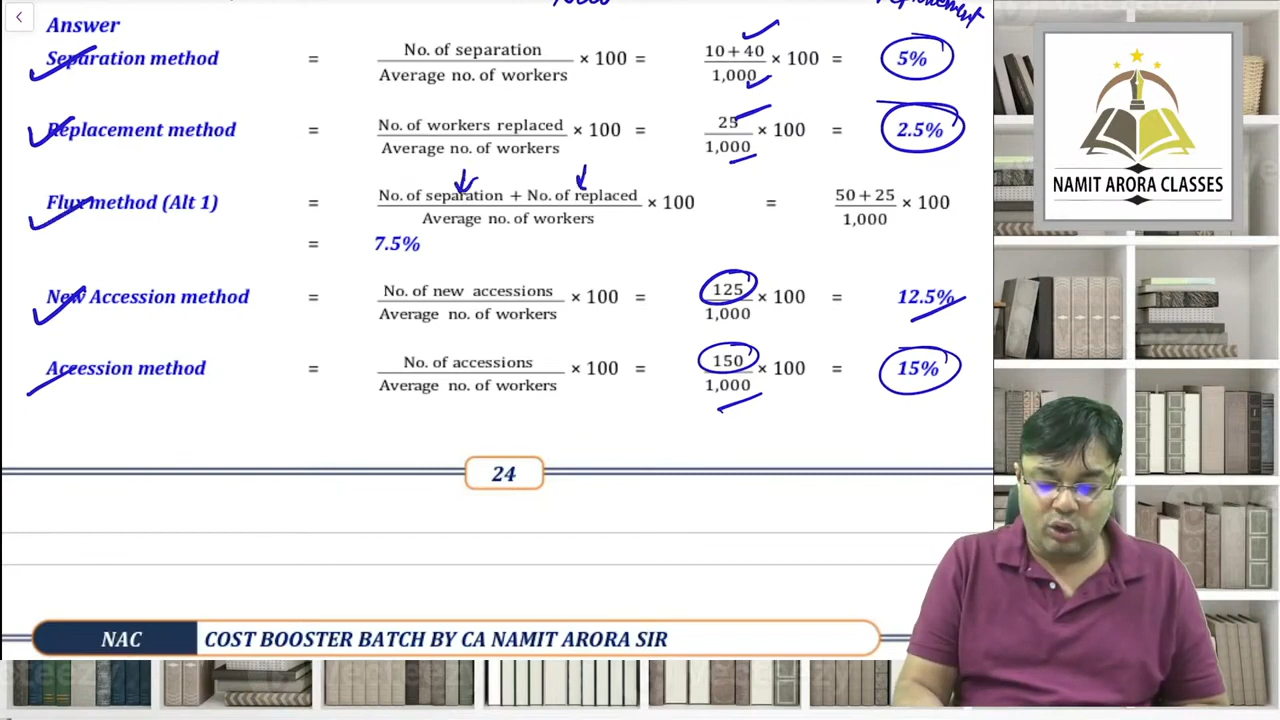 Answer
Separation method = No. of separation / Average no. of workers × 100 = 10 + 40 / 1,000 × 100 = 5%
Replacement method = No. of workers replaced / Average no. of workers × 100 = 25 / 1,000 × 100 = 2.5%
Flux method (Alt 1) = No. of separation + No. of replaced / Average no. of workers × 100 = 50 + 25 / 1,000 × 100
= 7.5%
New Accession method = No. of new accessions / Average no. of workers × 100 = 125 / 1,000 × 100 = 12.5%
Accession method = No. of accessions / Average no. of workers × 100 = 150 / 1,000 × 100 = 15%
24
NAC COST BOOSTER BATCH BY CA NAMIT ARORA SIR
NAMIT ARORA CLASSES